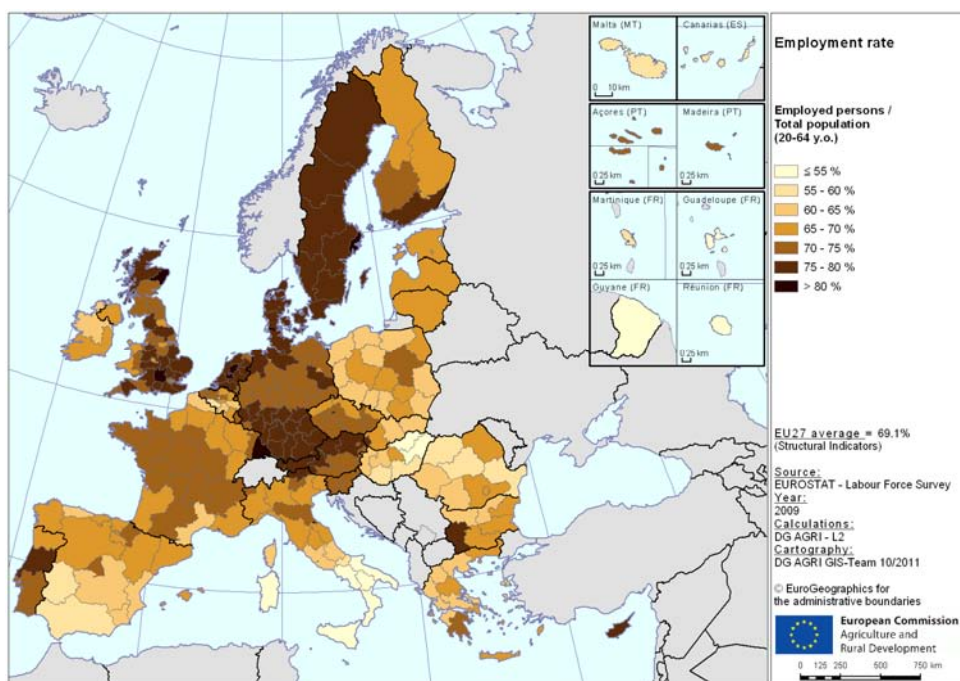 Malta (MT)
Canarias (ES)
0 10 km
0 25 km
Açores (PT)
Madeira (PT)
0 25 km
0 25 km
Martinique (FR)
Guadeloupe (FR)
0 25 km
0 25 km
Guyane (FR)
Réunion (FR)
0 25 km
Employment rate
Employed persons /
Total population
(20-64 y.o.)
≤ 55 %
55 - 60 %
60 - 65 %
65 - 70 %
70 - 75 %
75 - 80 %
> 80 %
EU27 average = 69.1%
(Structural Indicators)
Source:
EUROSTAT - Labour Force Survey
Year:
2009
Calculations:
DG AGRI - L2
Cartography:
DG AGRI GIS-Team 10/2011
© EuroGeographics for
the administrative boundaries
European Commission
Agriculture and
Rural Development
0 125 250 500 750 km